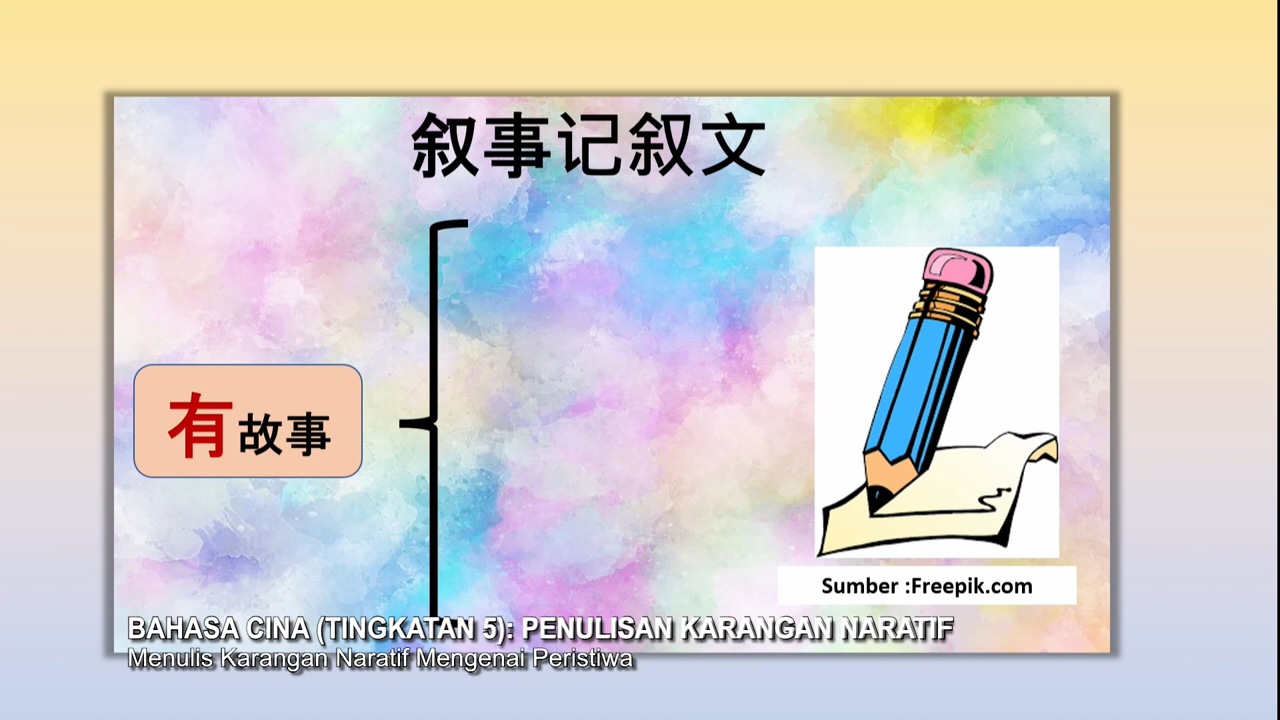 叙事记叙文
有故事
Sumber :Freepik.com
BAHASA CINA (TINGKATAN 5): PENULISAN KARANGAN NARATIF
Menulis Karangan Naratif Mengenai Peristiwa